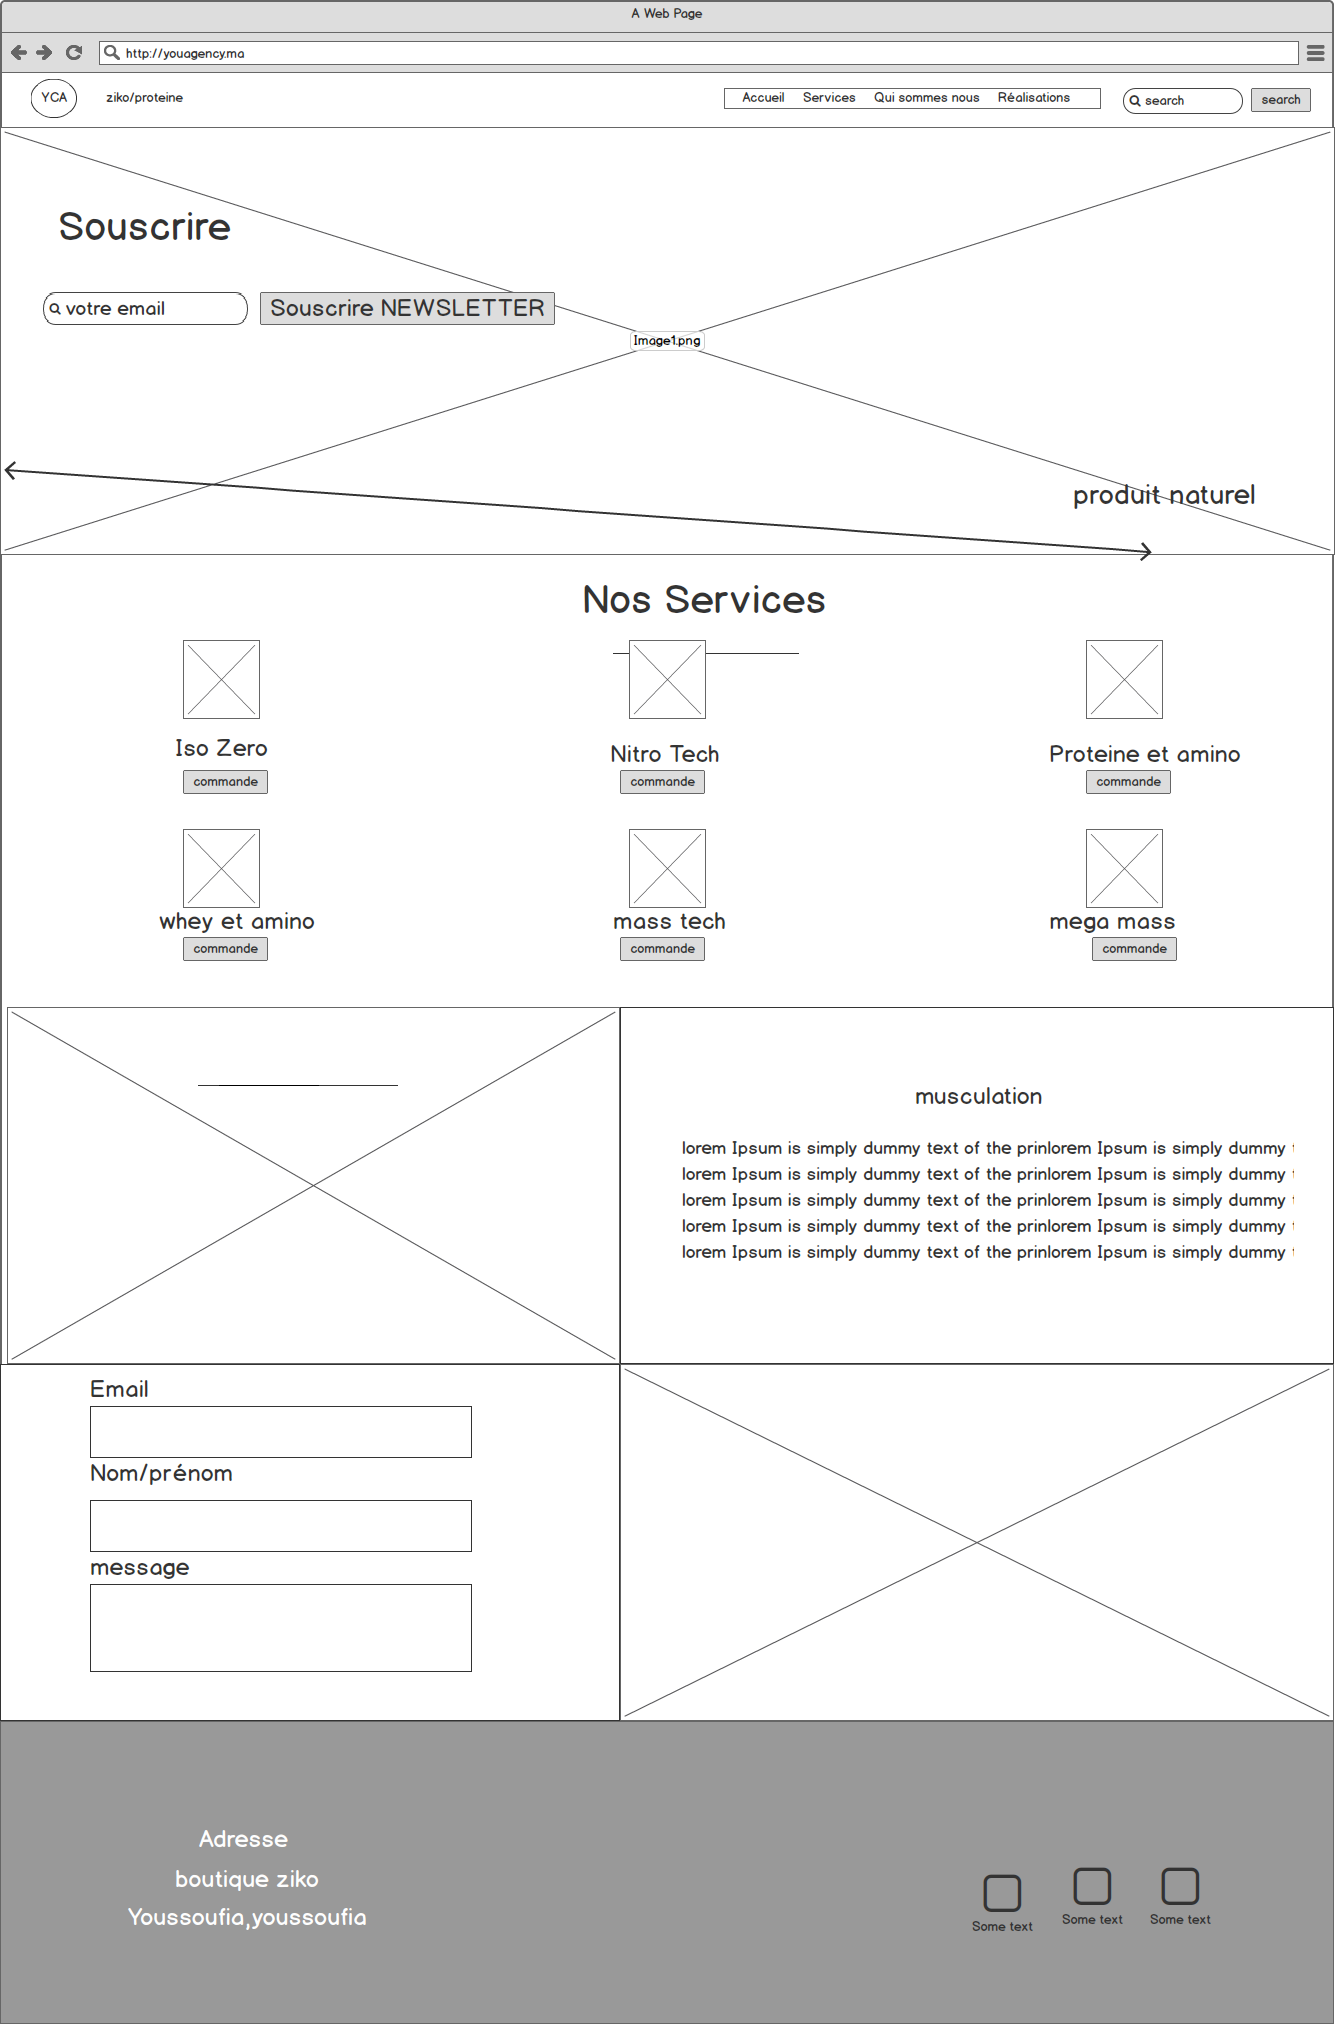 A Web Page
http://youagency.ma
YCA
ziko/proteine
Accueil Services Qui sommes nous Réalisations
search
search
Souscrire
votre email
Souscrire NEWSLETTER
Image1.png
produit naturel
Nos Services
Iso Zero
Nitro Tech
Proteine et amino
commande
commande
commande
whey et amino
mass tech
mega mass
commande
commande
commande
musculation
lorem Ipsum is simply dummy text of the prinlorem Ipsum is simply dummy
lorem Ipsum is simply dummy text of the prinlorem Ipsum is simply dummy
lorem Ipsum is simply dummy text of the prinlorem Ipsum is simply dummy
lorem Ipsum is simply dummy text of the prinlorem Ipsum is simply dummy
lorem Ipsum is simply dummy text of the prinlorem Ipsum is simply dummy
Email
Nom/prénom
message
Adresse
boutique ziko
Youssoufia,youssoufia
Some text
Some text
Some text